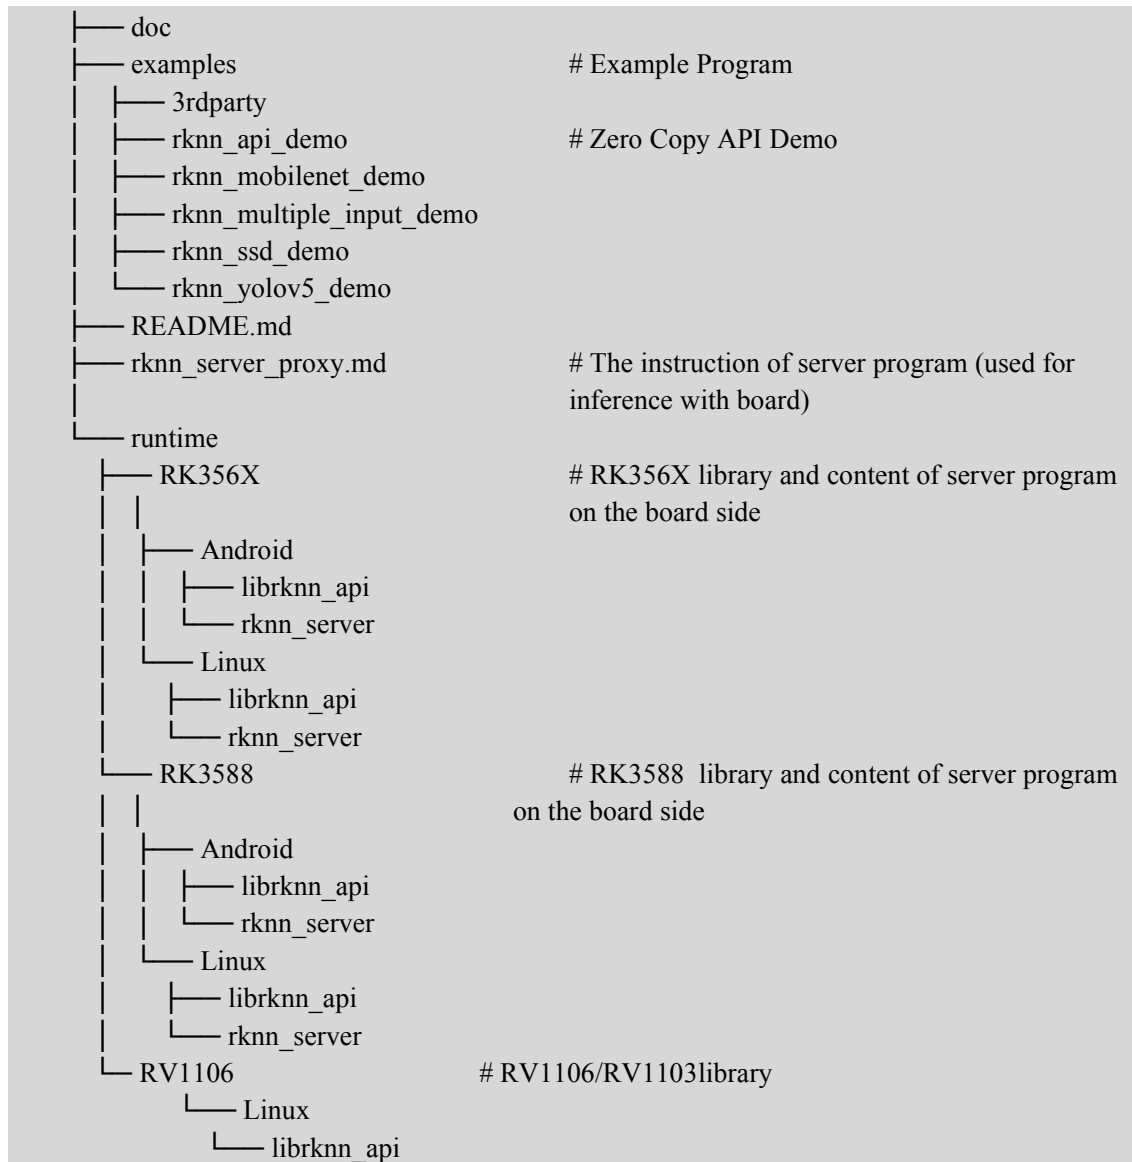 ├── doc
├── examples # Example Program
│ ├── 3rdparty
│ ├── rknn_api_demo # Zero Copy API Demo
│ ├── rknn_mobilenet_demo
│ ├── rknn_multiple_input_demo
│ ├── rknn_ssd_demo
│ └── rknn_yolov5_demo
├── README.md
├── rknn_server_proxy.md # The instruction of server program (used for
│ inference with board)
└── runtime
├── RK356X # RK356X library and content of server program
│ │ on the board side
│ ├── Android
│ │ ├── librknn_api
│ │ └── rknn_server
│ └── Linux
│ ├── librknn_api
│ └── rknn_server
└── RK3588 # RK3588 library and content of server program
│ │ on the board side
│ ├── Android
│ │ ├── librknn_api
│ │ └── rknn_server
│ └── Linux
│ ├── librknn_api
│ └── rknn_server
└── RV1106 # RV1106/RV1103library
└── Linux
└── librknn_api